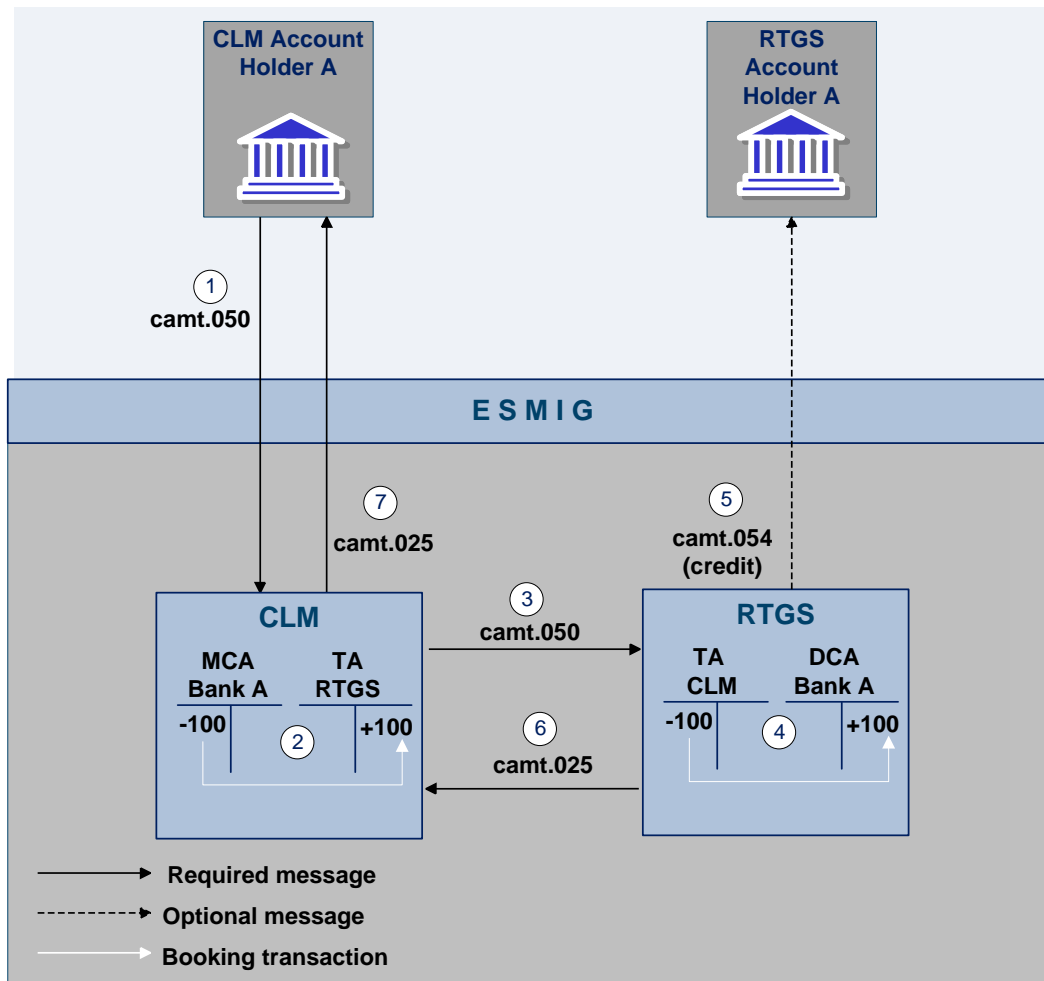 CLM Account
Holder A
RTGS
Account
Holder A
1
camt.050
E S M I G
7
camt.025
5
camt.054
(credit)
CLM
MCA
Bank A
TA
RTGS
-100
2
+100
3
camt.050
6
camt.025
RTGS
TA
CLM
DCA
Bank A
-100
4
+100
Required message
Optional message
Booking transaction